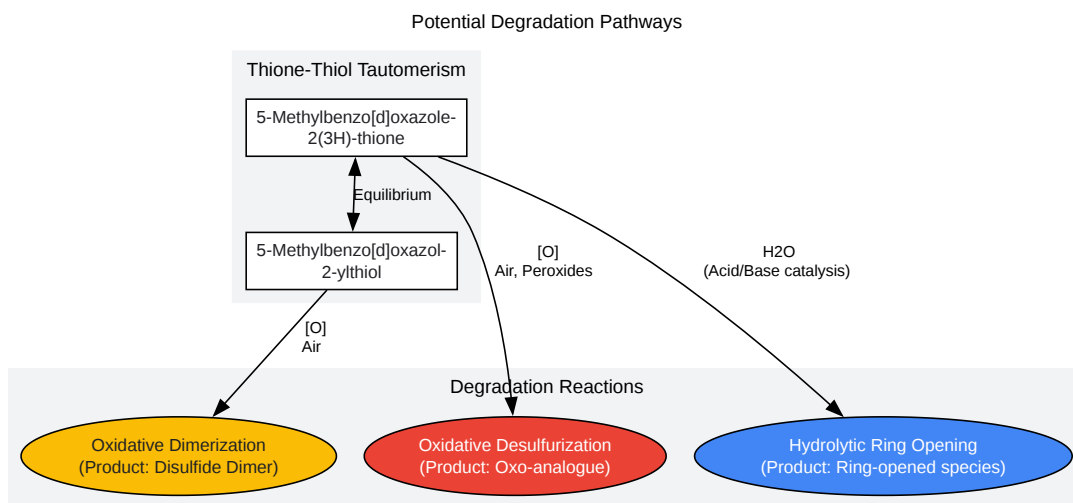 Potential Degradation Pathways
Thione-Thiol Tautomerism
5-Methylbenzo[d]oxazole-
2(3H)-thione
Equilibrium
5-Methylbenzo[d]oxazol-
2-ylthiol
[O]
Air, Peroxides
H2O
(Acid/Base catalysis)
[O]
Air
Degradation Reactions
Oxidative Dimerization
(Product: Disulfide Dimer)
Oxidative Desulfurization
(Product: Oxo-analogue)
Hydrolytic Ring Opening
(Product: Ring-opened species)